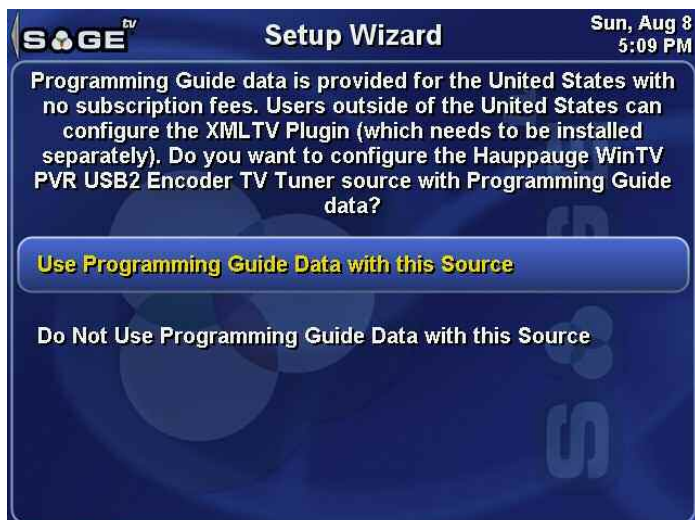 SAGE tv
Setup Wizard
Sun, Aug 8
5:09 PM
Programming Guide data is provided for the United States with
no subscription fees. Users outside of the United States can
configure the XMLTV Plugin (which needs to be installed
separately). Do you want to configure the Hauppauge WinTV
PVR USB2 Encoder TV Tuner source with Programming Guide
data?
Use Programming Guide Data with this Source
Do Not Use Programming Guide Data with this Source